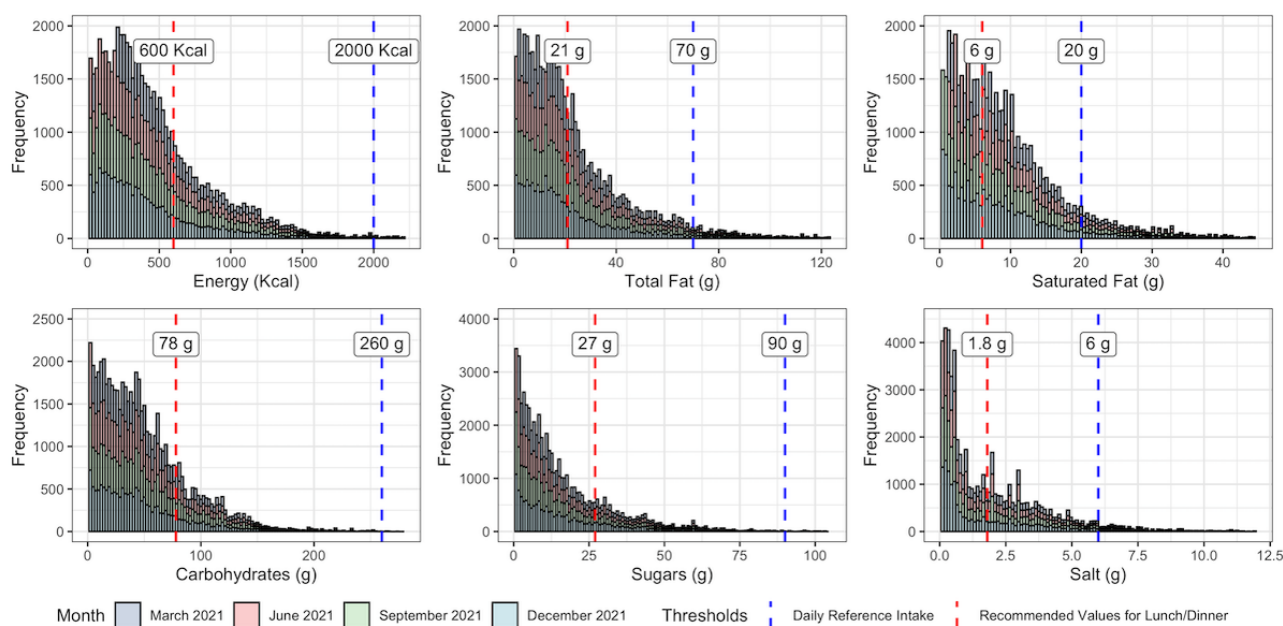 2000
1500
1000
500
0
Frequency
600 Kcal
2000 Kcal
0
500
1000
1500
2000
Energy (Kcal)
2000
1500
1000
500
0
Frequency
21 g
70 g
0
40
80
120
Total Fat (g)
2000
1500
1000
500
0
Frequency
6 g
20 g
0
10
20
30
40
Saturated Fat (g)
2500
2000
1500
1000
500
0
Frequency
78 g
260 g
0
100
200
Carbohydrates (g)
4000
3000
2000
1000
0
Frequency
27 g
90 g
0
25
50
75
100
Sugars (g)
4000
3000
2000
1000
0
Frequency
1.8 g
6 g
0.0
2.5
5.0
7.5
10.0
12.5
Salt (g)
Month March 2021 June 2021 September 2021 December 2021 Thresholds Daily Reference Intake Recommended Values for Lunch/Dinner